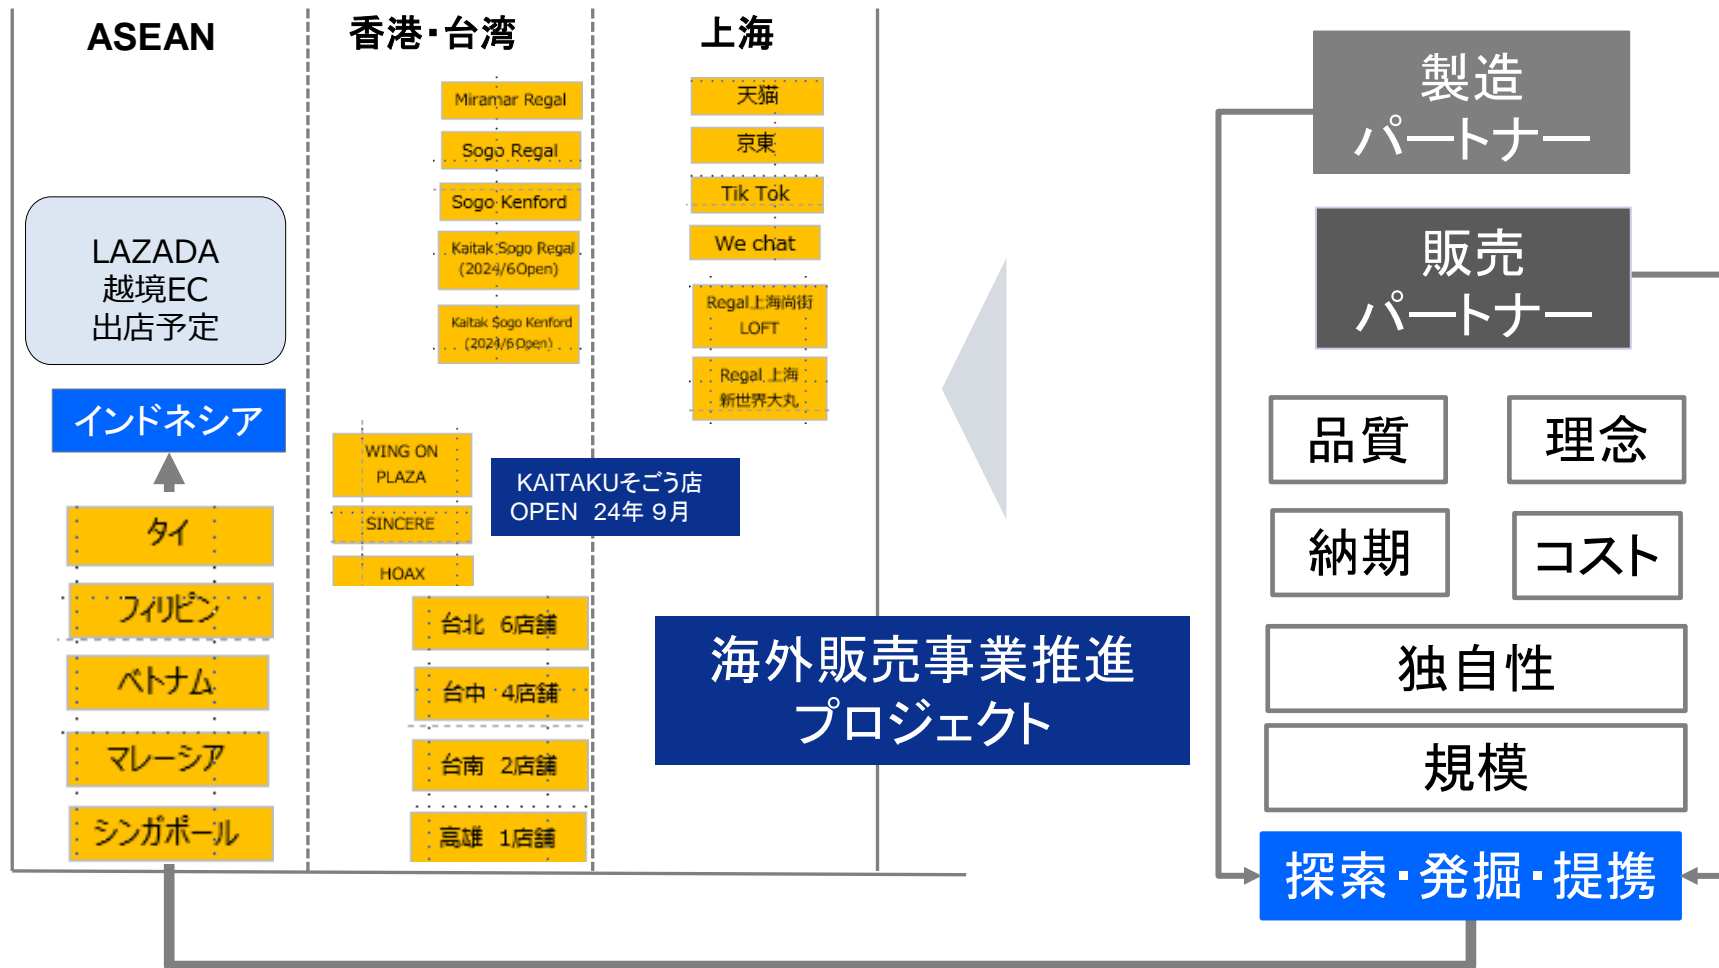 ASEAN
LAZADA
越境EC
出店予定
インドネシア
タイ
フィリピン
ベトナム
マレーシア
シンガポール
香港・台湾
Miramar Regal
Sogo Regal
Sogo Kenford
Kaitak Sogo Regal
(2024/6Open)
Kaitak Sogo Kenford
(2024/6Open)
WING ON
PLAZA
SINCERE
HOAX
KAITAKUそごう店
OPEN 24年 9月
台北 6店舗
台中 4店舗
台南 2店舗
高雄 1店舗
上海
天猫
京東
Tik Tok
We chat
Regal上海尚街
LOFT
Regal 上海
新世界大丸
海外販売事業推進
プロジェクト
製造
パートナー
販売
パートナー
品質
理念
納期
コスト
独自性
規模
探索・発掘・提携